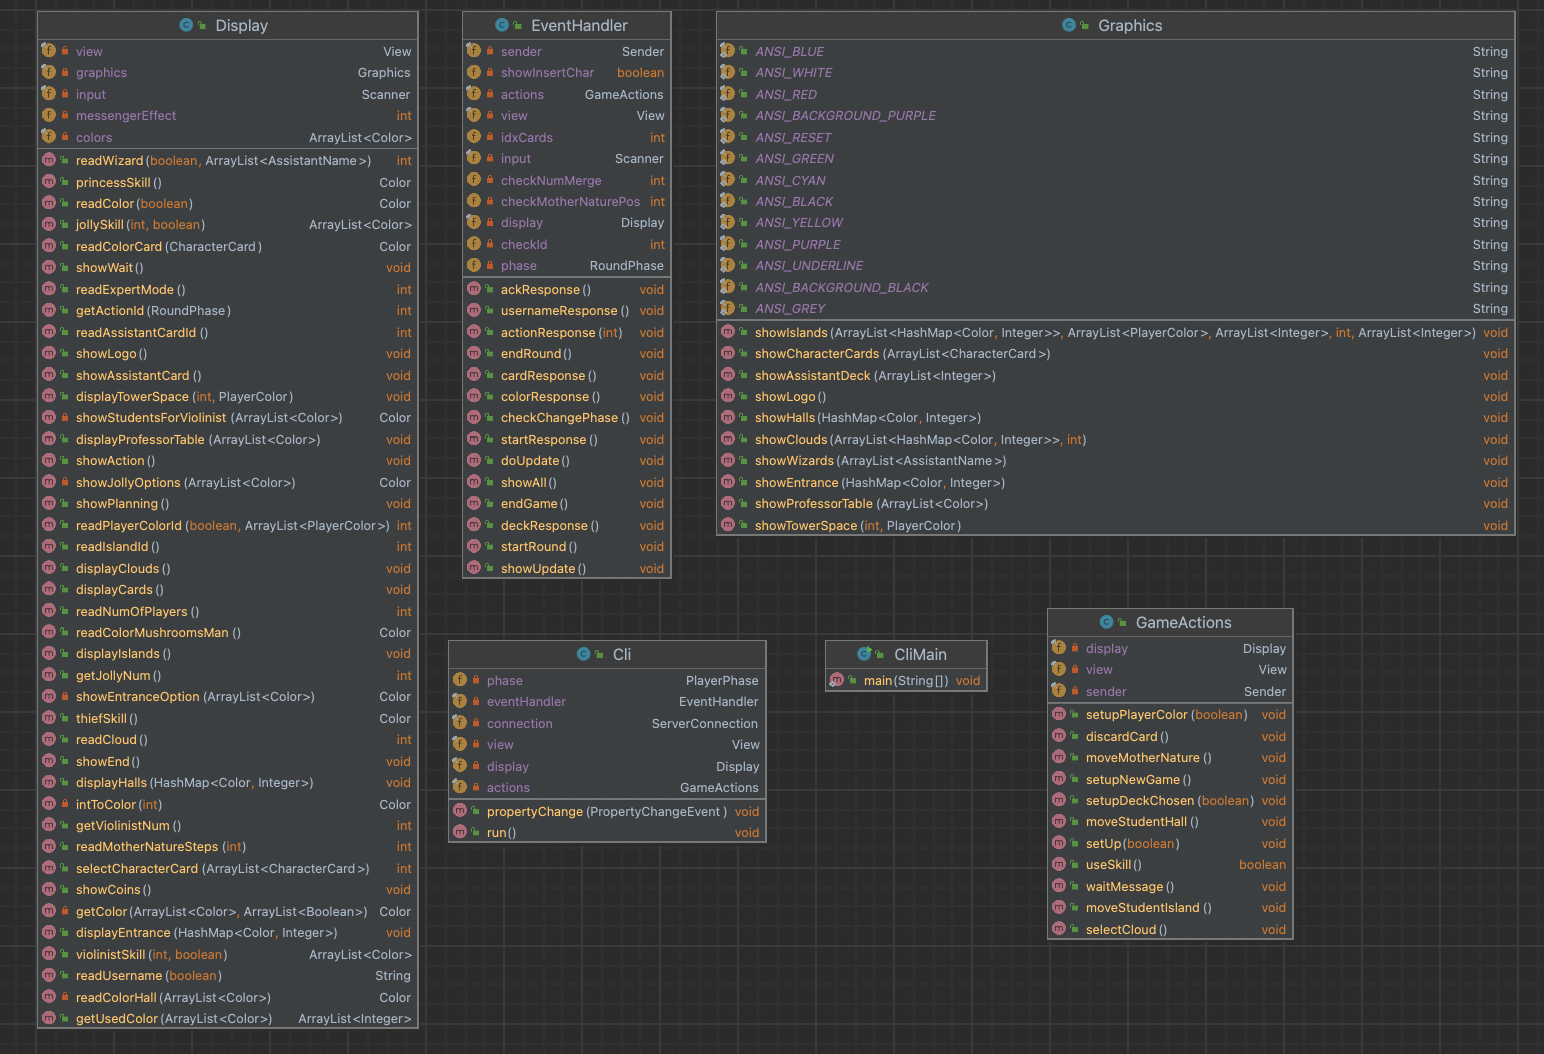 Display
view View
graphics Graphics
input Scanner
messengerEffect int
colors ArrayList<Color>
readWizard(boolean, ArrayList<AssistantName>) int
princessSkill() Color
readColor(boolean) Color
jollySkill(int, boolean) ArrayList<Color>
readColorCard(CharacterCard) Color
showWait() void
readExpertMode() int
getActionId(RoundPhase) int
readAssistantCardId() int
showLogo() void
showAssistantCard() void
displayTowerSpace(int, PlayerColor) void
showStudentsForViolinist(ArrayList<Color>) Color
displayProfessorTable(ArrayList<Color>) void
showAction() void
showJollyOptions(ArrayList<Color>) Color
showPlanning() void
readPlayerColorId(boolean, ArrayList<PlayerColor>) int
readIslandId() int
displayClouds() void
displayCards() void
readNumOfPlayers() int
readColorMushroomsMan() Color
displayIslands() void
getJollyNum() int
showEntranceOption(ArrayList<Color>) Color
thiefSkill() Color
readCloud() int
showEnd() void
displayHalls(HashMap<Color, Integer>) void
intToColor(int) Color
getViolinistNum() int
readMotherNatureSteps(int) int
selectCharacterCard(ArrayList<CharacterCard>) int
showCoins() void
getColor(ArrayList<Color>, ArrayList<Boolean>) Color
displayEntrance(HashMap<Color, Integer>) void
violinistSkill(int, boolean) ArrayList<Color>
readUsername(boolean) String
readColorHall(ArrayList<Color>) Color
getUsedColor(ArrayList<Color>) ArrayList<Integer>
EventHandler
sender Sender
showInsertChar boolean
actions GameActions
view View
idxCards int
input Scanner
checkNumMerge int
checkMotherNaturePos int
display Display
checkId int
phase RoundPhase
ackResponse() void
usernameResponse() void
actionResponse(int) void
endRound() void
cardResponse() void
colorResponse() void
checkChangePhase() void
startResponse() void
doUpdate() void
showAll() void
endGame() void
deckResponse() void
startRound() void
showUpdate() void
Graphics
ANSI_BLUE String
ANSI_WHITE String
ANSI_RED String
ANSI_BACKGROUND_PURPLE String
ANSI_RESET String
ANSI_GREEN String
ANSI_CYAN String
ANSI_BLACK String
ANSI_YELLOW String
ANSI_PURPLE String
ANSI_UNDERLINE String
ANSI_BACKGROUND_BLACK String
ANSI_GREY String
showIslands(ArrayList<HashMap<Color, Integer>>, ArrayList<PlayerColor>, ArrayList<Integer>, int, ArrayList<Integer>) void
showCharacterCards(ArrayList<CharacterCard>) void
showAssistantDeck(ArrayList<Integer>) void
showLogo() void
showHalls(HashMap<Color, Integer>) void
showClouds(ArrayList<HashMap<Color, Integer>>, int) void
showWizards(ArrayList<AssistantName>) void
showEntrance(HashMap<Color, Integer>) void
showProfessorTable(ArrayList<Color>) void
showTowerSpace(int, PlayerColor) void
Cli
phase PlayerPhase
eventHandler EventHandler
connection ServerConnection
view View
display Display
actions GameActions
propertyChange(PropertyChangeEvent) void
run() void
CliMain
main(String[]) void
GameActions
display Display
view View
sender Sender
setupPlayerColor(boolean) void
discardCard() void
moveMotherNature() void
setupNewGame() void
setupDeckChosen(boolean) void
moveStudentHall() void
setUp(boolean) void
useSkill() boolean
waitMessage() void
moveStudentIsland() void
selectCloud() void